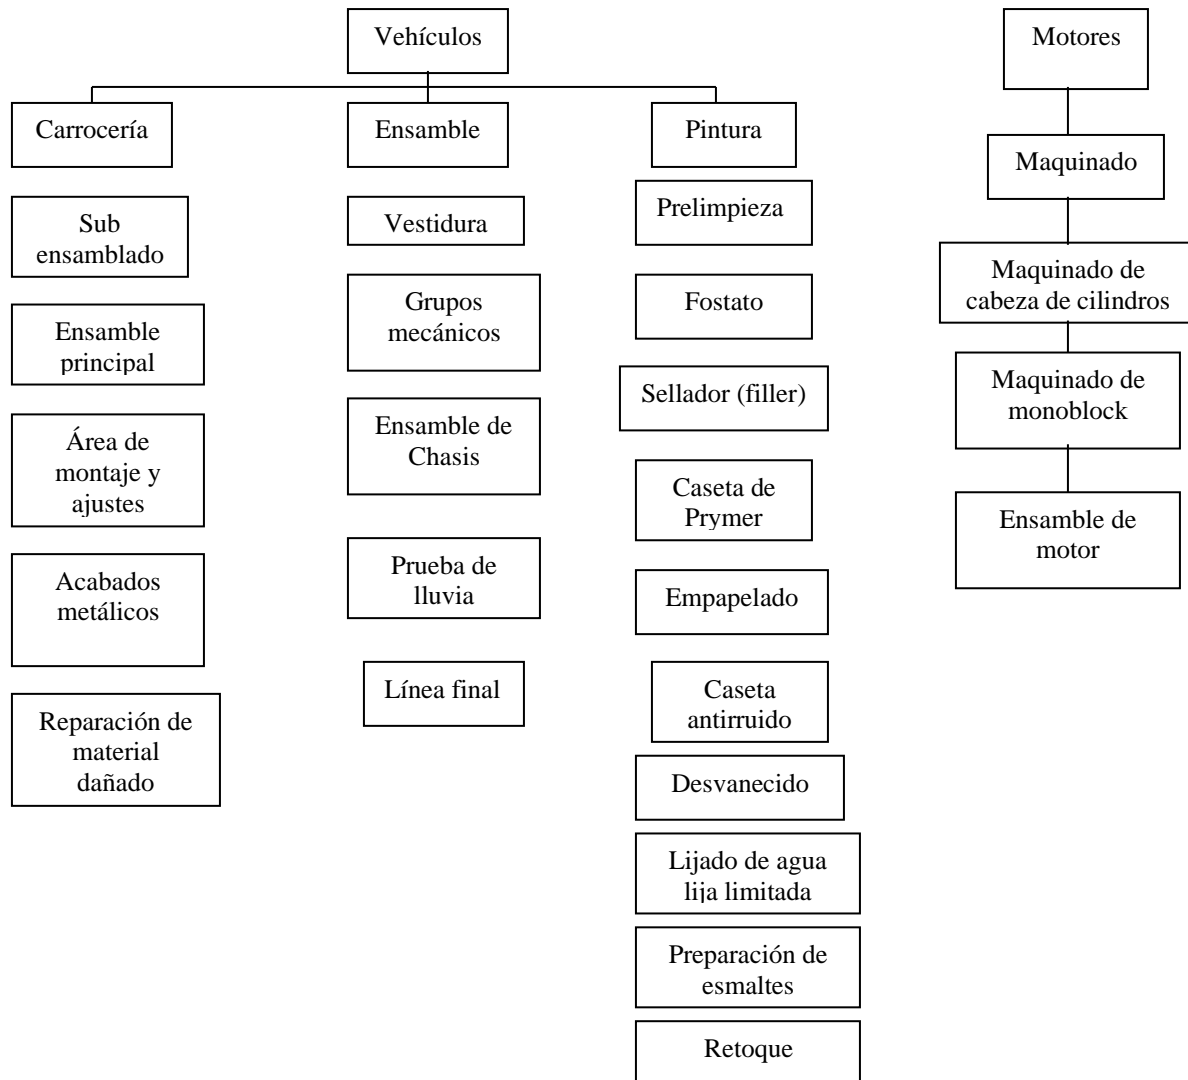 Vehículos
Motores
Carrocería
Ensamble
Pintura
Maquinado
Sub
ensamblado
Vestidura
Prelimpieza
Maquinado de
cabeza de cilindros
Ensamble
principal
Grupos
mecánicos
Fostato
Maquinado de
monoblock
Sellador (filler)
Área de
montaje y
ajustes
Ensamble de
Chasis
Caseta de
Prymer
Ensamble de
motor
Acabados
metálicos
Prueba de
lluvia
Empapelado
Línea final
Caseta
antirruido
Reparación de
material
dañado
Desvanecido
Lijado de agua
lija limitada
Preparación de
esmaltes
Retoque